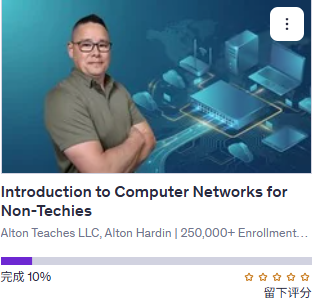 Introduction to Computer Networks for
Non-Techies
Alton Teaches LLC, Alton Hardin | 250,000+ Enrollment…
完成 10%
留下评分